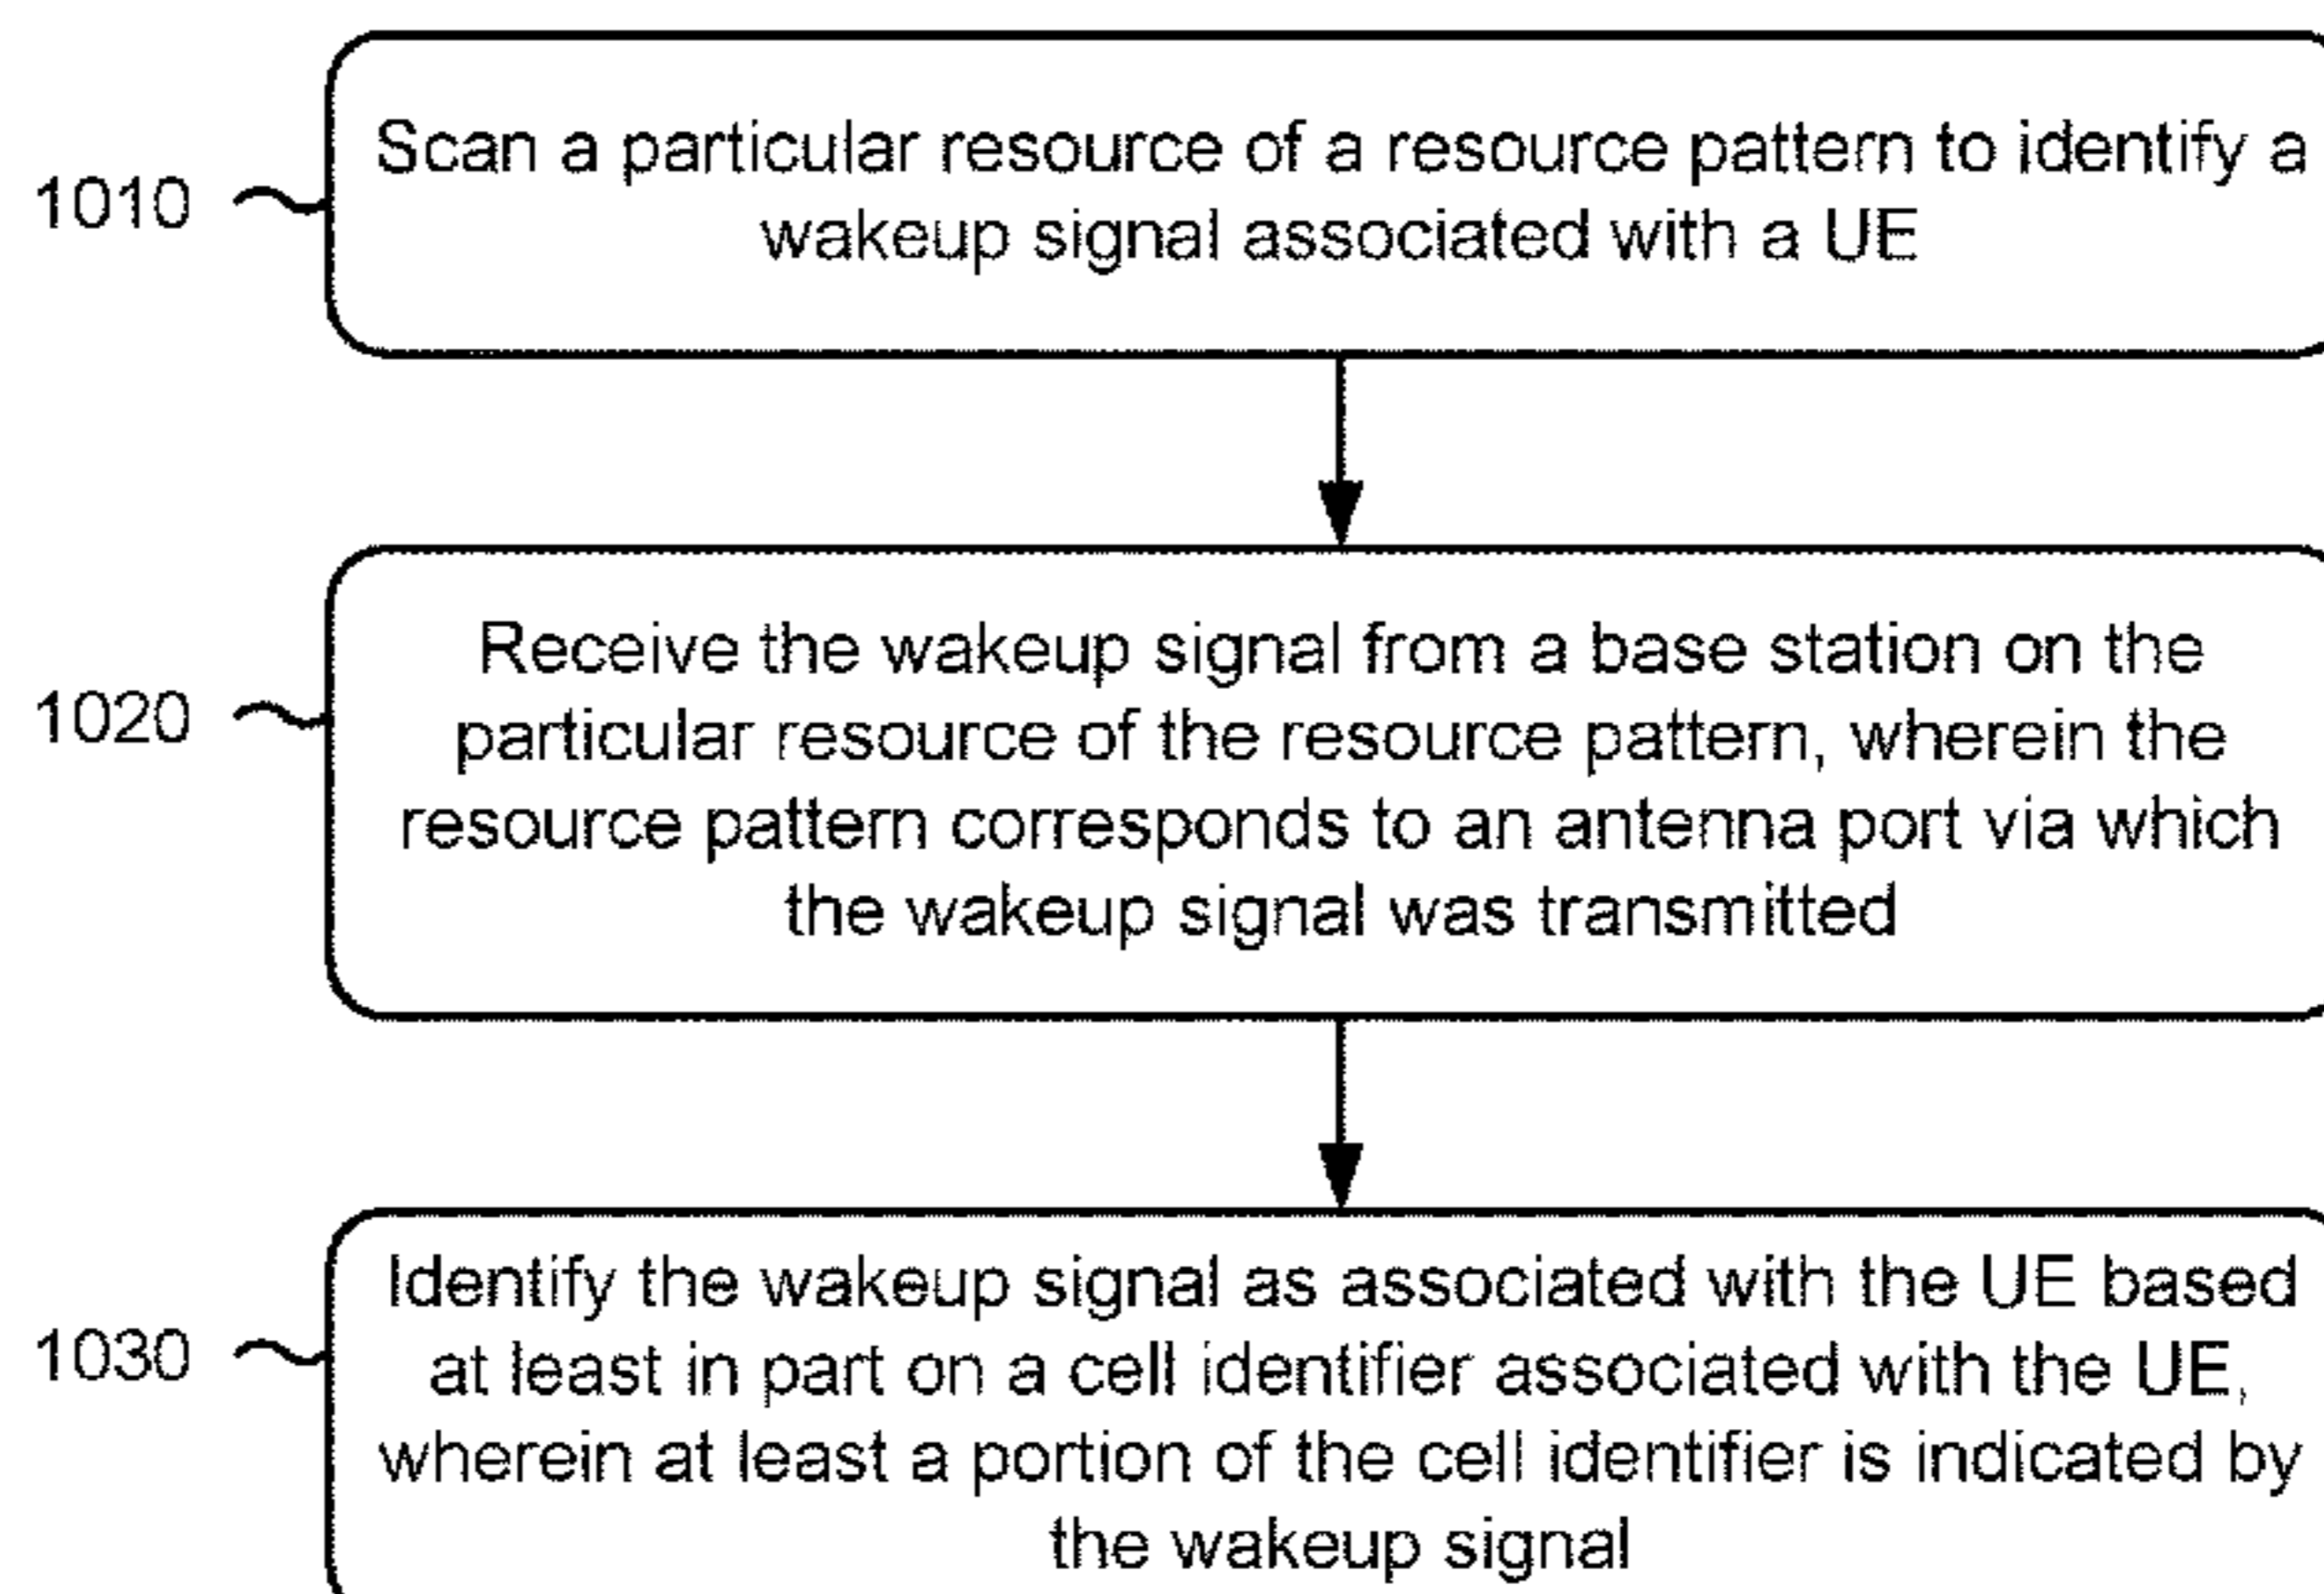 1010
Scan a particular resource of a resource pattern to identify a
wakeup signal associated with a UE
1020
Receive the wakeup signal from a base station on the
particular resource of the resource pattern, wherein the
resource pattern corresponds to an antenna port via which
the wakeup signal was transmitted
1030
Identify the wakeup signal as associated with the UE based
at least in part on a cell identifier associated with the UE,
wherein at least a portion of the cell identifier is indicated by
the wakeup signal